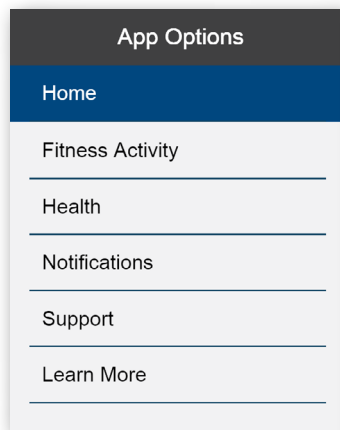 App Options
Home
Fitness Activity
Health
Notifications
Support
Learn More